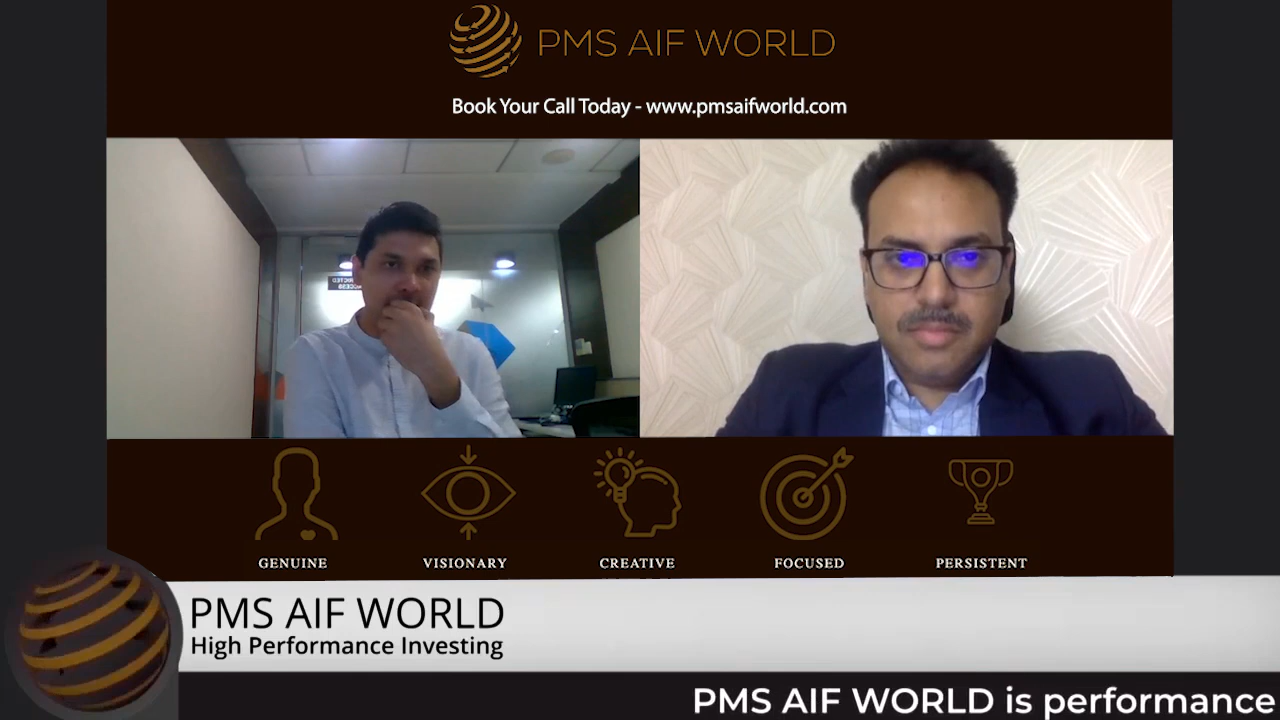 PMS AIF WORLD
Book Your Call Today - www.pmsaifworld.com
GENUINE
VISIONARY
CREATIVE
FOCUSED
PERSISTENT
PMS AIF WORLD
High Performance Investing
PMS AIF WORLD is performance